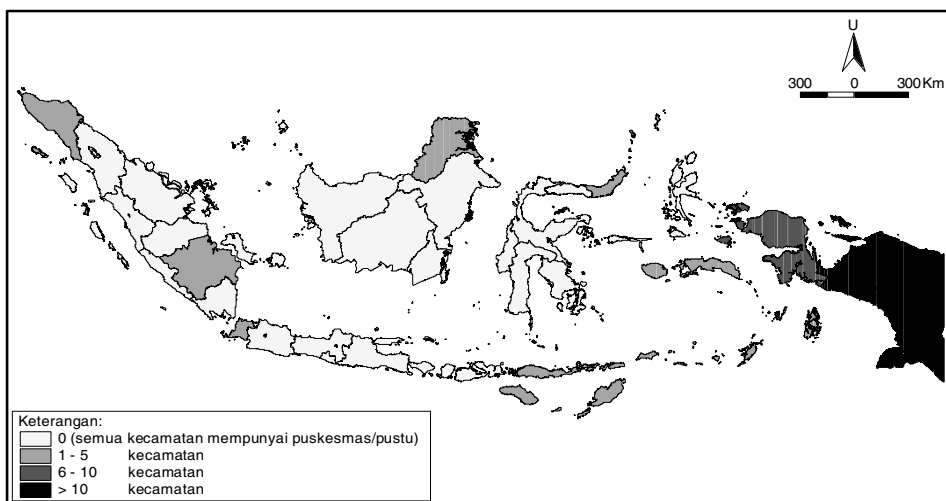 U
300 0 300 Km
Keterangan:
0 (semua kecamatan mempunyai puskesmas/pustu)
1 - 5 kecamatan
6 - 10 kecamatan
> 10 kecamatan